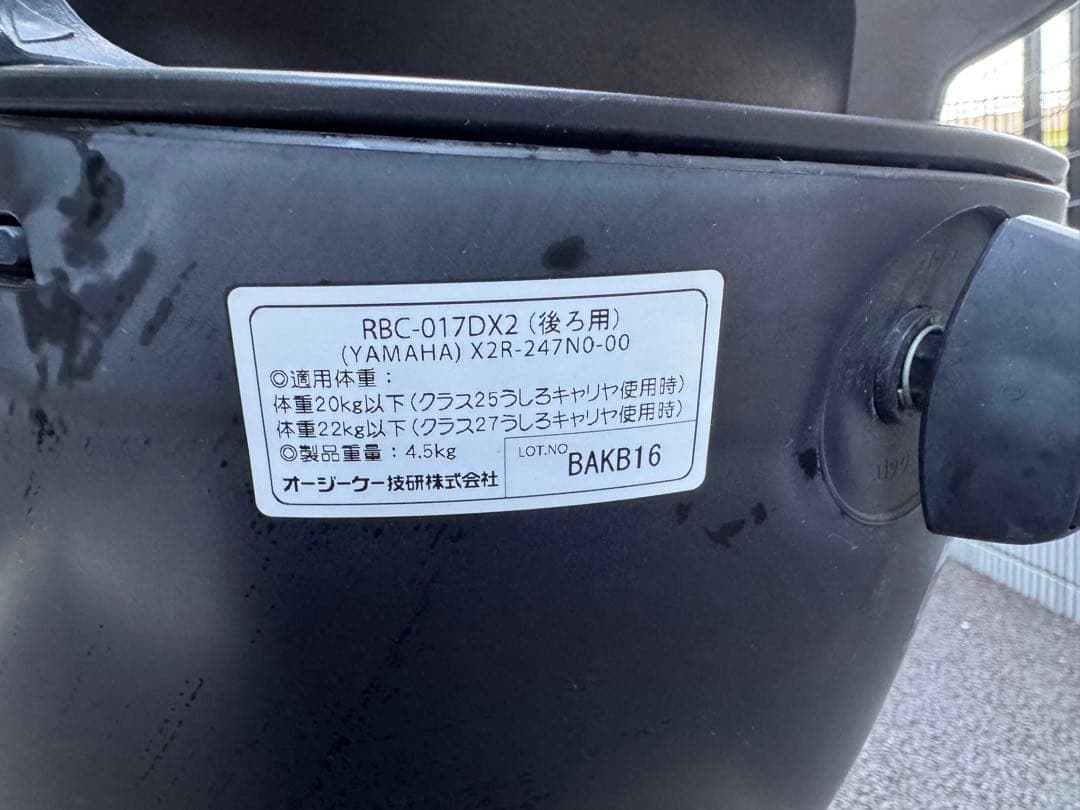 RBC-017DX2 (後ろ用)
(YAMAHA) X2R-247N0-00
◎適用体重：
体重20kg以下(クラス25うしろキャリヤ使用時)
体重22kg以下(クラス27うしろキャリヤ使用時)
◎製品重量：4.5kg
オージーケー技研株式会社
LOT.NO BAKB16
ロック